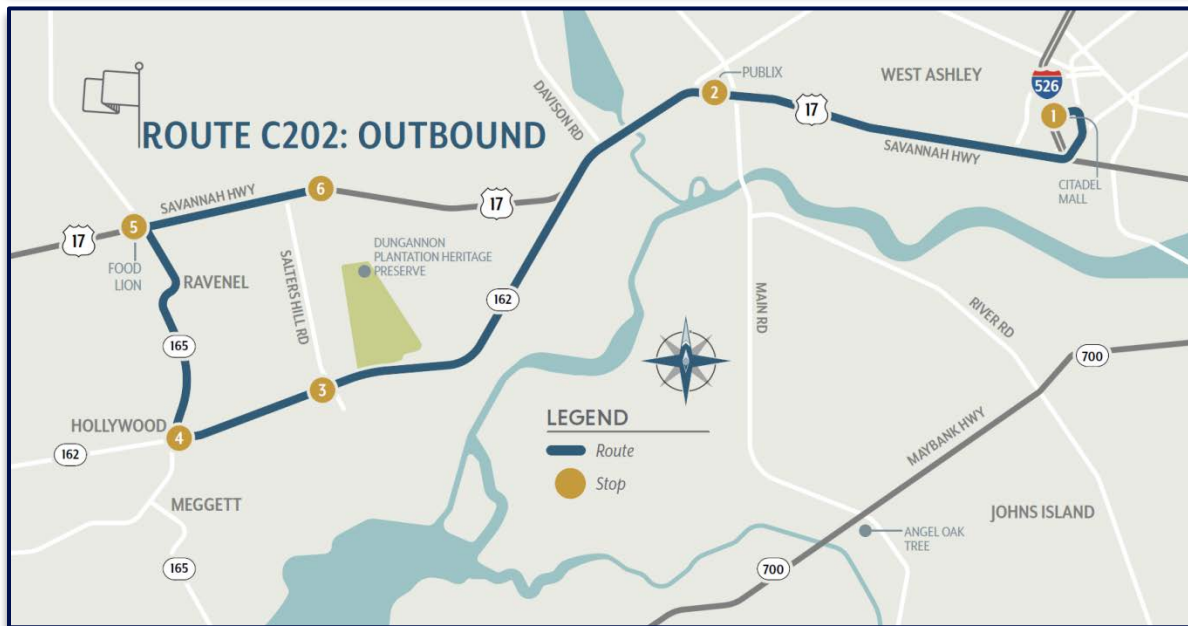 ROUTE C202: OUTBOUND
DAVISON RD
2
PUBLIX
WEST ASHLEY
526
1
17
SAVANNAH HWY
CITADEL
MALL
SAVANNAH HWY
6
17
5
17
FOOD
LION
RAVENEL
SALTERS HILL RD
DUNGANNON
PLANTATION HERITAGE
PRESERVE
162
165
3
HOLLYWOOD
4
162
MEGGETT
165
MAIN RD
RIVER RD
700
MAYBANK HWY
LEGEND
Route
Stop
JOHNS ISLAND
ANGEL OAK
TREE
700